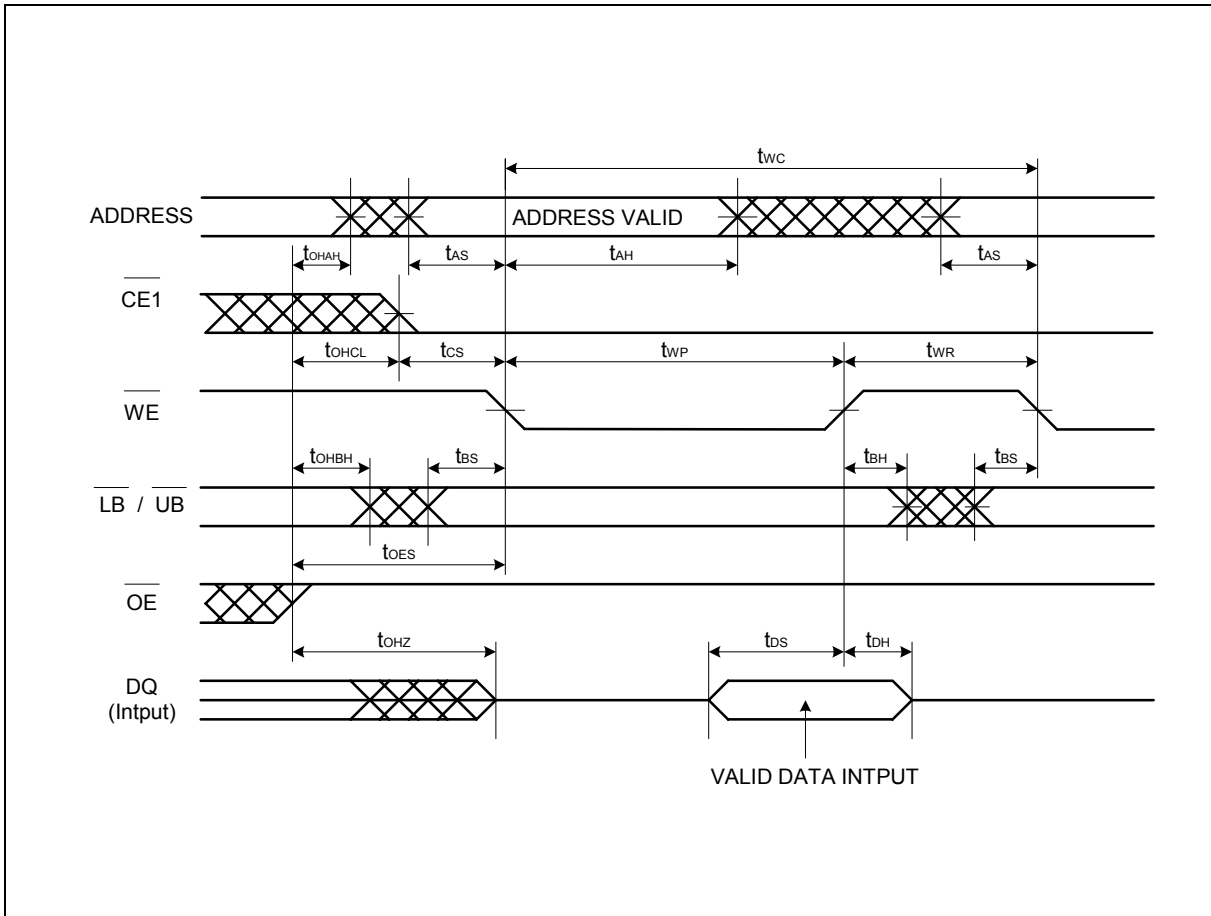 tWC
ADDRESS
ADDRESS VALID
tOHAH
tAS
tAH
tAS
CE1
tOHCL
tCS
tWP
tWR
WE
tOHBH
tBS
tBH
tBS
LB / UB
tOES
OE
tOHZ
tDS
tDH
DQ
(Intput)
VALID DATA INTPUT